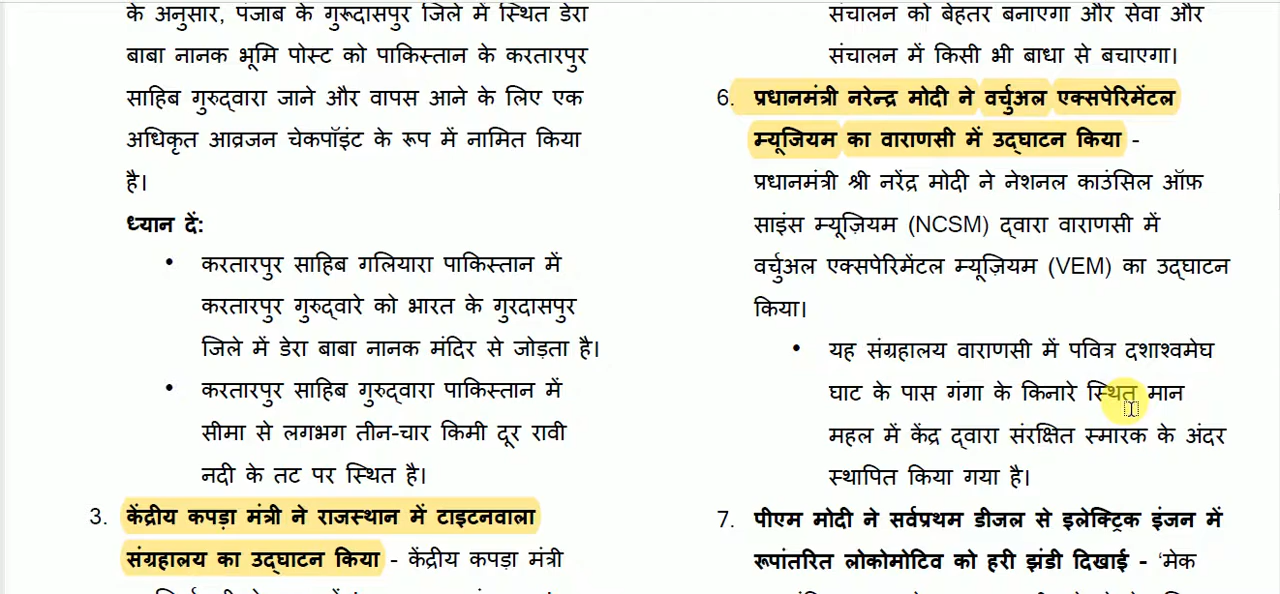 के अनुसार, पंजाब के गुरूदासपुर जिले में स्थित डेरा
बाबा नानक भूमि पोस्ट को पाकिस्तान के करतारपुर
साहिब गुरुद्वारा जाने और वापस आने के लिए एक
अधिकृत आव्रजन चेकपॉइंट के रूप में नामित किया
है।
ध्यान दें:
• करतारपुर साहिब गलियारा पाकिस्तान में
करतारपुर गुरुद्वारे को भारत के गुरदासपुर
जिले में डेरा बाबा नानक मंदिर से जोड़ता है।
• करतारपुर साहिब गुरुद्वारा पाकिस्तान में
सीमा से लगभग तीन-चार किमी दूर रावी
नदी के तट पर स्थित है।
3. केंद्रीय कपड़ा मंत्री ने राजस्थान में टाइटनवाला
संग्रहालय का उद्घाटन किया - केंद्रीय कपड़ा मंत्री
संचालन को बेहतर बनाएगा और सेवा और
संचालन में किसी भी बाधा से बचाएगा।
6. प्रधानमंत्री नरेन्द्र मोदी ने वर्चुअल एक्सपेरिमेंटल
म्यूजियम का वाराणसी में उद्घाटन किया -
प्रधानमंत्री श्री नरेंद्र मोदी ने नेशनल काउंसिल ऑफ़
साइंस म्यूज़ियम (NCSM) द्वारा वाराणसी में
वर्चुअल एक्सपेरिमेंटल म्यूज़ियम (VEM) का उद्घाटन
किया।
• यह संग्रहालय वाराणसी में पवित्र दशाश्वमेघ
घाट के पास गंगा के किनारे स्थित मान
महल में केंद्र द्वारा संरक्षित स्मारक के अंदर
स्थापित किया गया है।
7. पीएम मोदी ने सर्वप्रथम डीजल से इलेक्ट्रिक इंजन में
रूपांतरित लोकोमोटिव को हरी झंडी दिखाई - 'मेक